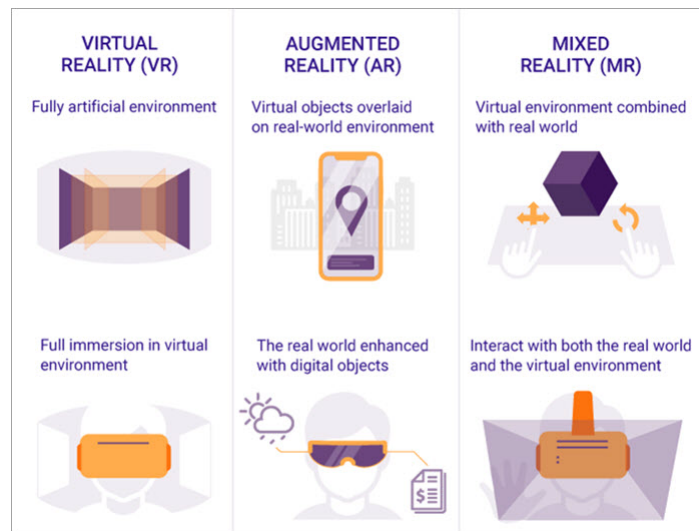 VIRTUAL
REALITY (VR)
Fully artificial environment
Full immersion in virtual
environment
AUGMENTED
REALITY (AR)
Virtual objects overlaid
on real-world environment
The real world enhanced
with digital objects
$
MIXED
REALITY (MR)
Virtual environment combined
with real world
Interact with both the real world
and the virtual environment